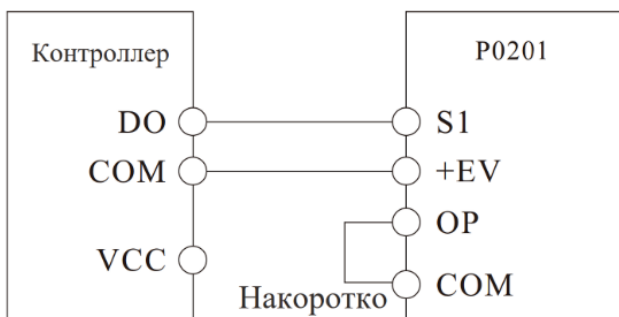 Контроллер P0201
DO S1
COM +EV
OP
VCC
Накоротко COM